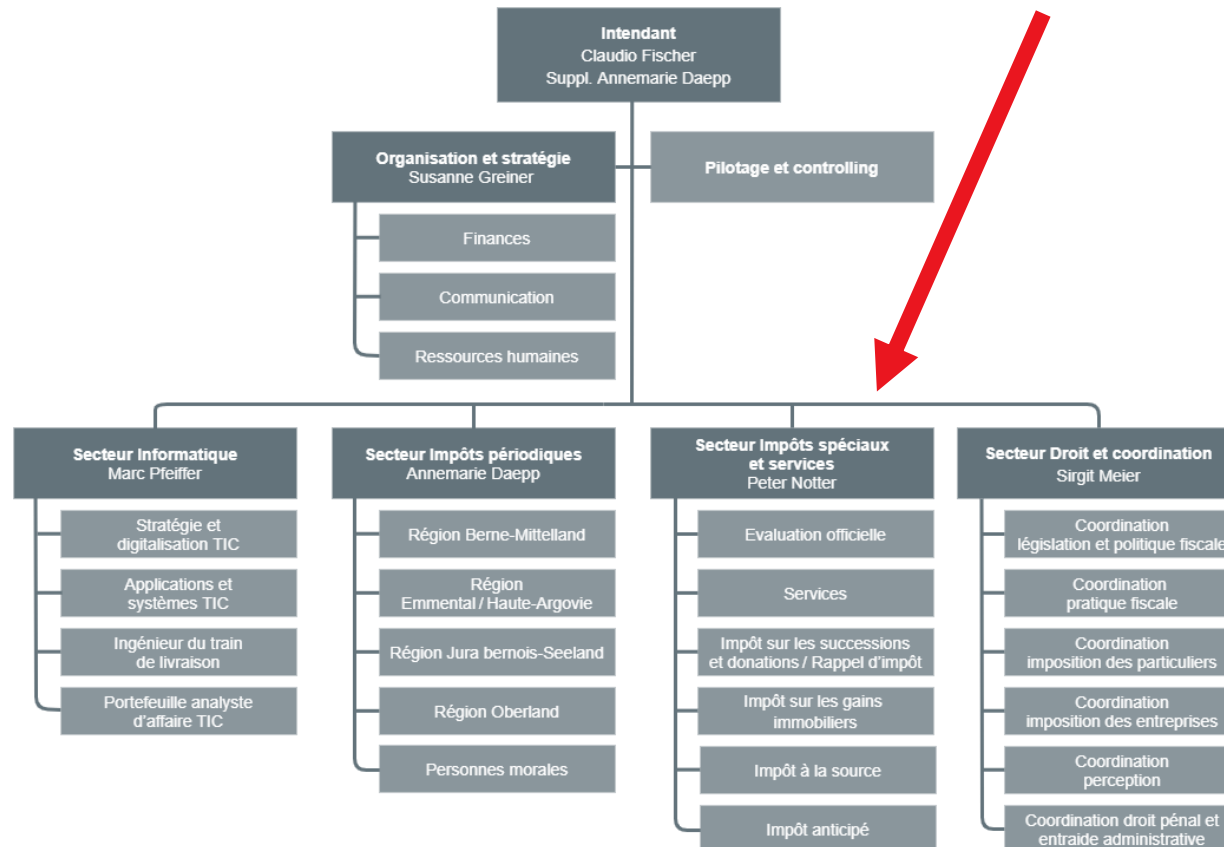 Intendant
Claudio Fischer
Suppl. Annemarie Daepp
Organisation et stratégie
Susanne Greiner
Pilotage et controlling
Finances
Communication
Ressources humaines
Secteur Informatique
Marc Pfeiffer
Stratégie et
digitalisation TIC
Applications et
systèmes TIC
Ingénieur du train
de livraison
Portefeuille analyste
d'affaire TIC
Secteur Impôts périodiques
Annemarie Daepp
Région Berne-Mittelland
Région
Emmental / Haute-Argovie
Région Jura bernois-Seeland
Région Oberland
Personnes morales
Secteur Impôts spéciaux
et services
Peter Notter
Evaluation officielle
Services
Impôt sur les successions
et donations / Rappel d'impôt
Impôt sur les gains
immobiliers
Impôt à la source
Impôt anticipé
Secteur Droit et coordination
Sirgit Meier
Coordination
législation et politique fiscale
Coordination
pratique fiscale
Coordination
imposition des particuliers
Coordination
imposition des entreprises
Coordination
perception
Coordination droit pénal et
entraide administrative